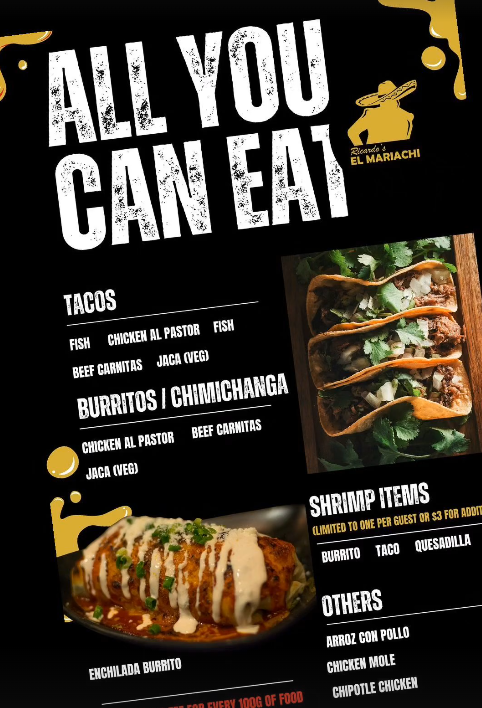 ALL YOU
CAN EAT
Ricardo's
EL MARIACHI
TACOS
FISH CHICKEN AL PASTOR FISH
BEEF CARNITAS JACA (VEG)
BURRITOS / CHIMICHANGA
CHICKEN AL PASTOR BEEF CARNITAS
JACA (VEG)
SHRIMP ITEMS
(LIMITED TO ONE PER GUEST OR $3 FOR
BURRITO TACO QUESADILLA
OTHERS
ARROZ CON POLLO
CHICKEN MOLE
CHIPOTLE CHICKEN
ENCHILADA BURRITO
FOR EVERY 100G OF FOOD